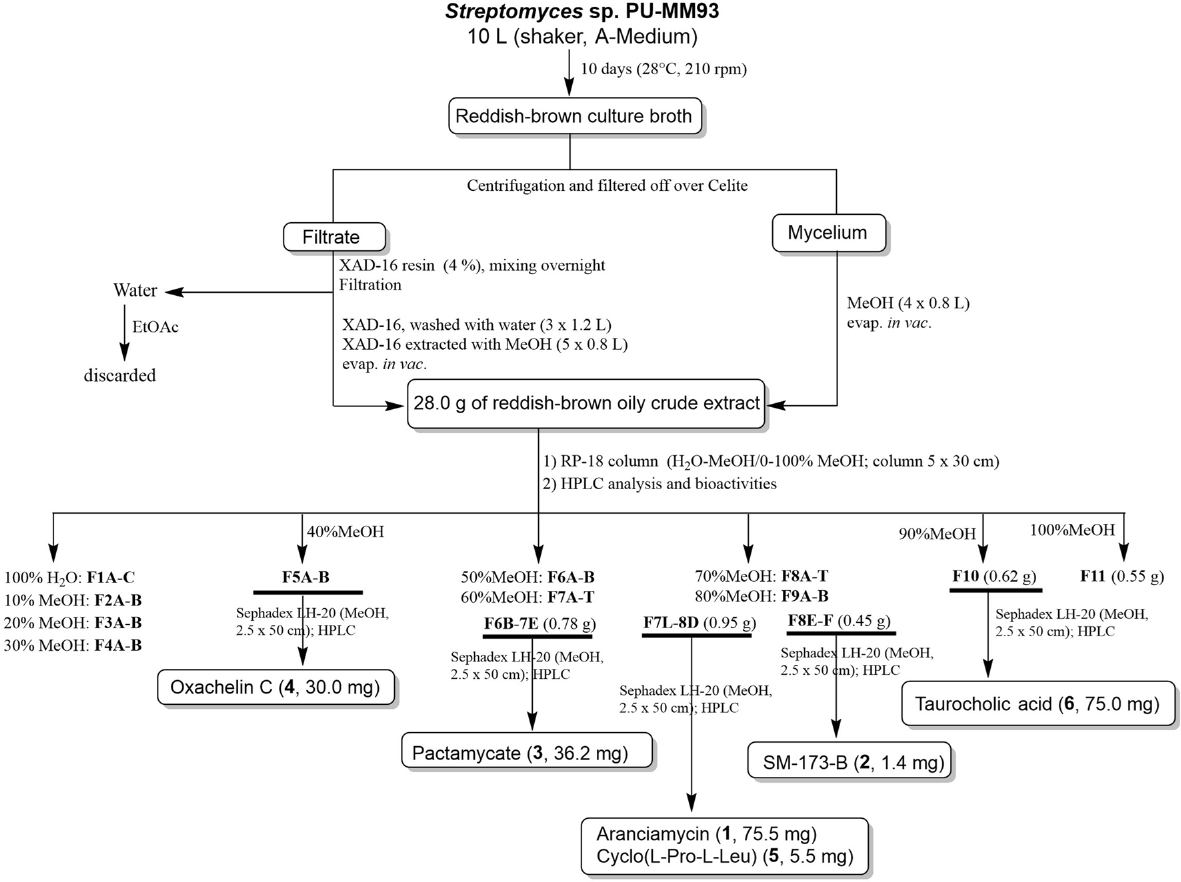 Streptomyces sp. PU-MM93
10 L (shaker, A-Medium)
10 days (28°C, 210 rpm)
Reddish-brown culture broth
Centrifugation and filtered off over Celite
Filtrate
Mycelium
XAD-16 resin (4 %), mixing overnight
Filtration
Water
EtOAc
discarded
XAD-16, washed with water (3 x 1.2 L)
XAD-16 extracted with MeOH (5 x 0.8 L)
evap. in vac.
MeOH (4 x 0.8 L)
evap. in vac.
28.0 g of reddish-brown oily crude extract
1) RP-18 column (H₂O-MeOH/0-100% MeOH; column 5 x 30 cm)
2) HPLC analysis and bioactivities
40%MeOH
90%MeOH
100%MeOH
100% H₂O: F1A-C
10% MeOH: F2A-B
20% MeOH: F3A-B
30% MeOH: F4A-B
F5A-B
Sephadex LH-20 (MeOH,
2.5 x 50 cm); HPLC
Oxachelin C (4, 30.0 mg)
50%MeOH: F6A-B
60%MeOH: F7A-T
F6B-7E (0.78 g)
Sephadex LH-20 (MeOH,
2.5 x 50 cm); HPLC
Pactamycate (3, 36.2 mg)
70%MeOH: F8A-T
80%MeOH: F9A-B
F7L-8D (0.95 g)
Sephadex LH-20 (MeOH,
2.5 x 50 cm); HPLC
Aranciamycin (1, 75.5 mg)
Cyclo(L-Pro-L-Leu) (5, 5.5 mg)
F8E-F (0.45 g)
Sephadex LH-20 (MeOH,
2.5 x 50 cm); HPLC
SM-173-B (2, 1.4 mg)
F10 (0.62 g)
Sephadex LH-20 (MeOH,
2.5 x 50 cm); HPLC
Taurocholic acid (6, 75.0 mg)
F11 (0.55 g)